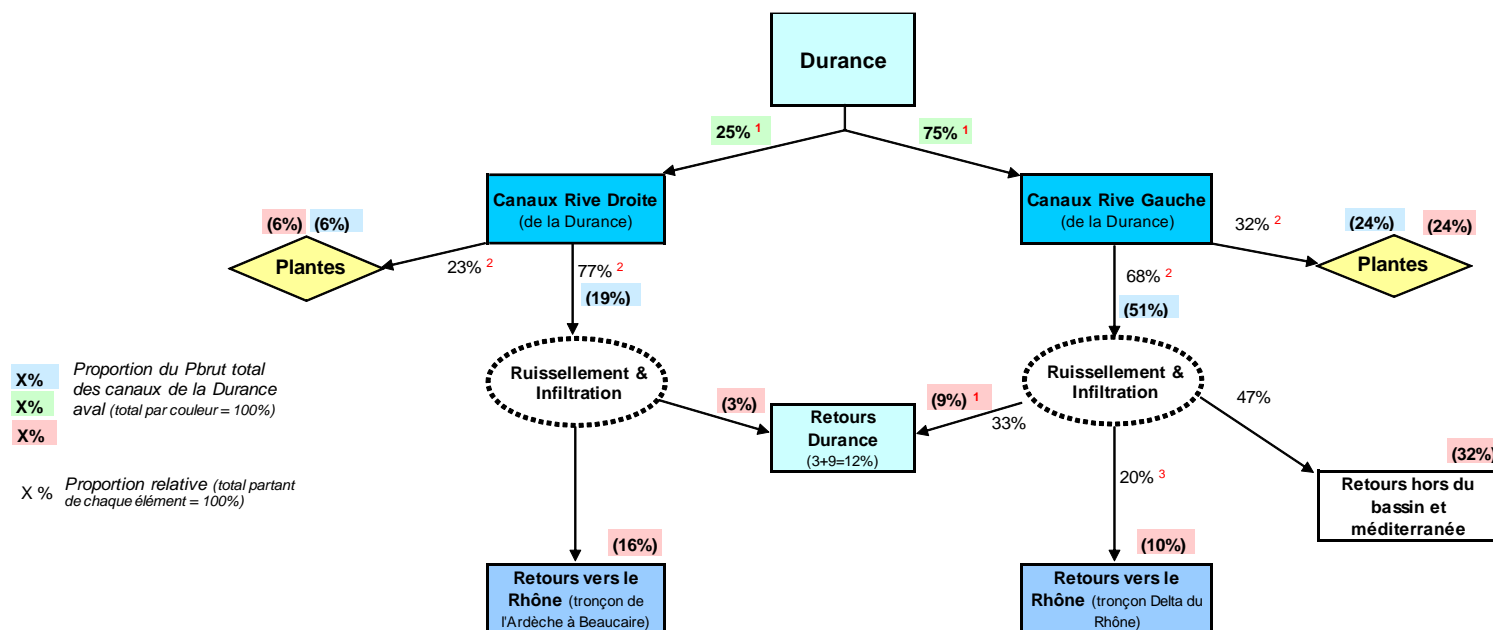 Durance
25% 1
75% 1
Canaux Rive Droite
(de la Durance)
Canaux Rive Gauche
(de la Durance)
(6%) (6%)
Plantes
23% 2
77% 2
(19%)
32% 2
(24%) (24%)
Plantes
68% 2
(51%)
X% Proportion du Pbrut total
X% des canaux de la Durance
X% aval (total par couleur = 100%)
X % Proportion relative (total partant
de chaque élément = 100%)
Ruissellement &
Infiltration
Ruissellement &
Infiltration
(3%)
(9%) 1
33%
Retours
Durance
(3+9=12%)
47%
(32%)
20% 3
Retours hors du
bassin et
méditerranée
(16%)
(10%)
Retours vers le
Rhône (tronçon de
l'Ardèche à Beaucaire)
Retours vers le
Rhône (tronçon Delta du
Rhône)